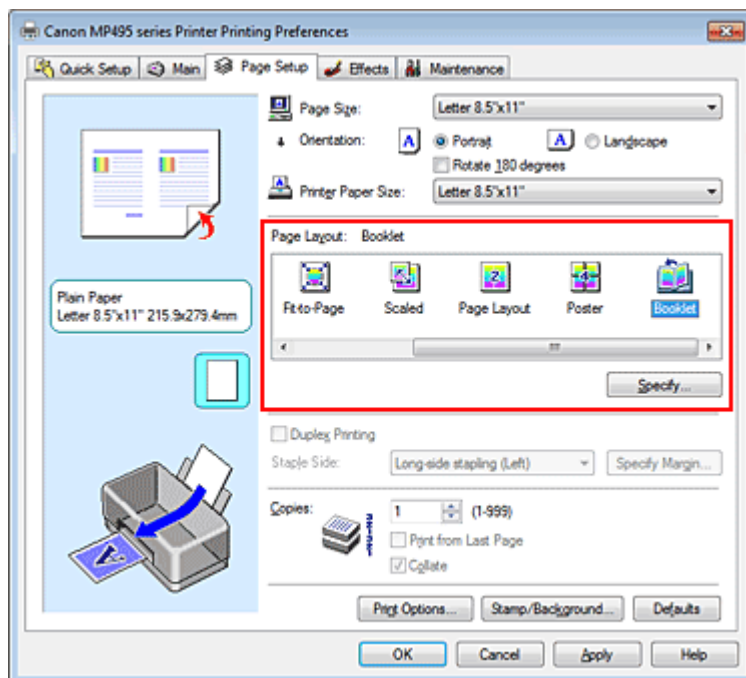 Canon MP495 series Printer Printing Preferences
Quick Setup Main Page Setup Effects Maintenance
Page Size: Letter 8.5"x11"
Orientation: A Portrait A Landscape
Rotate 180 degrees
Printer Paper Size: Letter 8.5"x11"
Page Layout: Booklet
Fit-to-Page Scaled Page Layout Poster Booklet
Specify...
Plain Paper
Letter 8.5"x11" 215.9x279.4mm
Duplex Printing
Staple Side: Long-side stapling (Left) Specify Margin...
Copies: 1 (1-999)
Print from Last Page
Collate
Print Options... Stamp/Background... Defaults
OK Cancel Apply Help